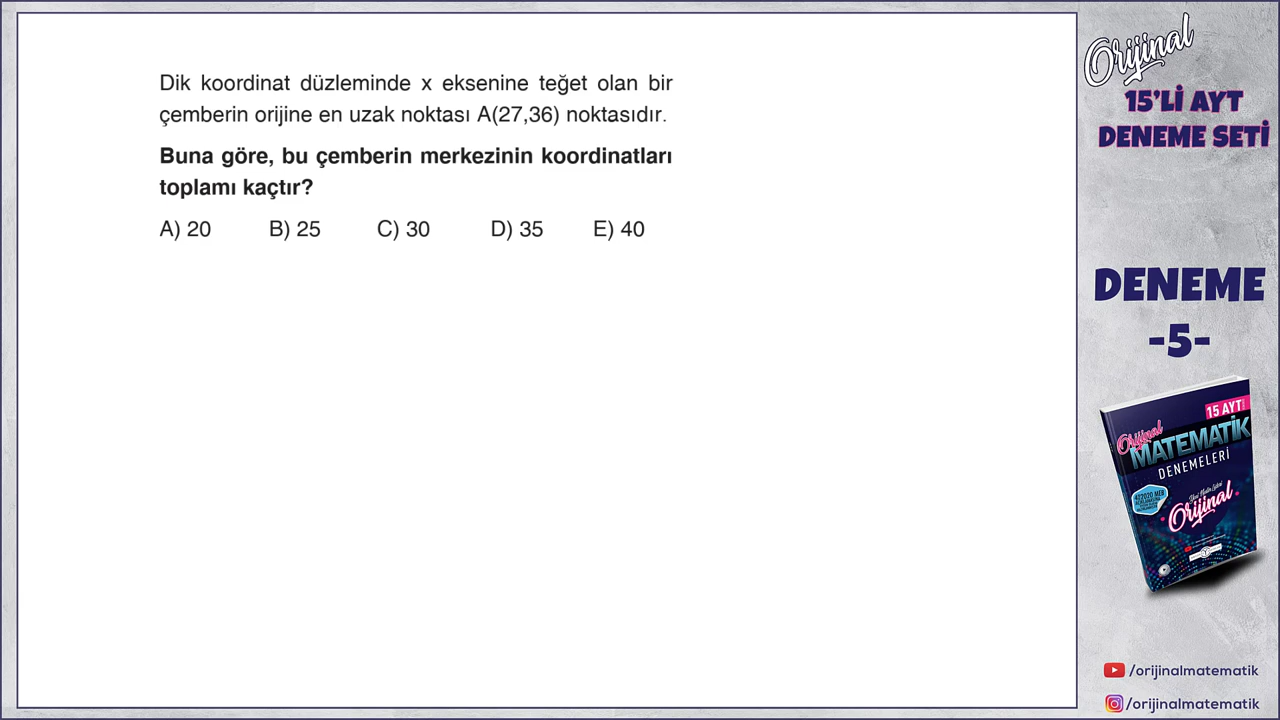 Dik koordinat düzleminde x eksenine teğet olan bir
çemberin orijine en uzak noktası A(27,36) noktasıdır.
Buna göre, bu çemberin merkezinin koordinatları
toplamı kaçtır?
A) 20 B) 25 C) 30 D) 35 E) 40
Orijinal
15'Lİ AYT
DENEME SETİ
DENEME
-5-
15 AYT
Orijinal
MATEMATİK
DENEMELERİ
Orijinal
/orijinalmatematik
/orijinalmatematik